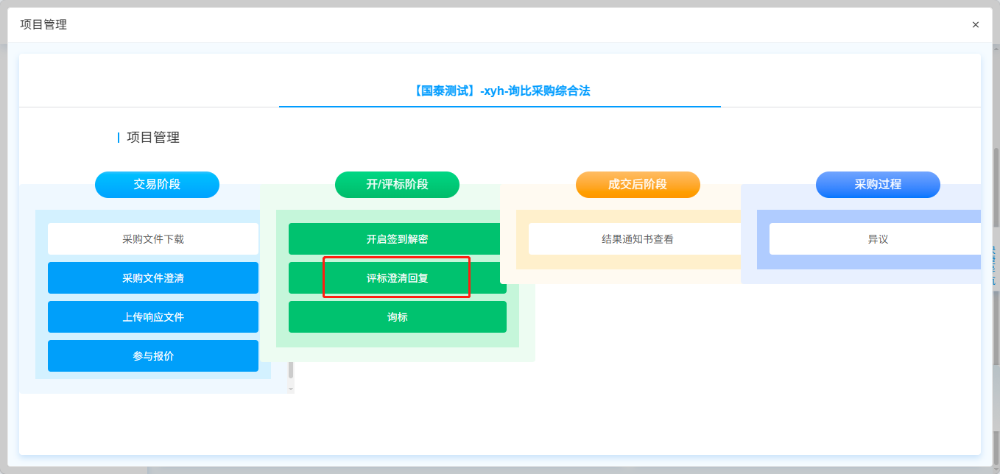 项目管理
×
【国泰测试】-xyh-询比采购综合法
项目管理
交易阶段
采购文件下载
采购文件澄清
上传响应文件
参与报价
开/评标阶段
开启签到解密
评标澄清回复
询标
成交后阶段
结果通知书查看
采购过程
异议